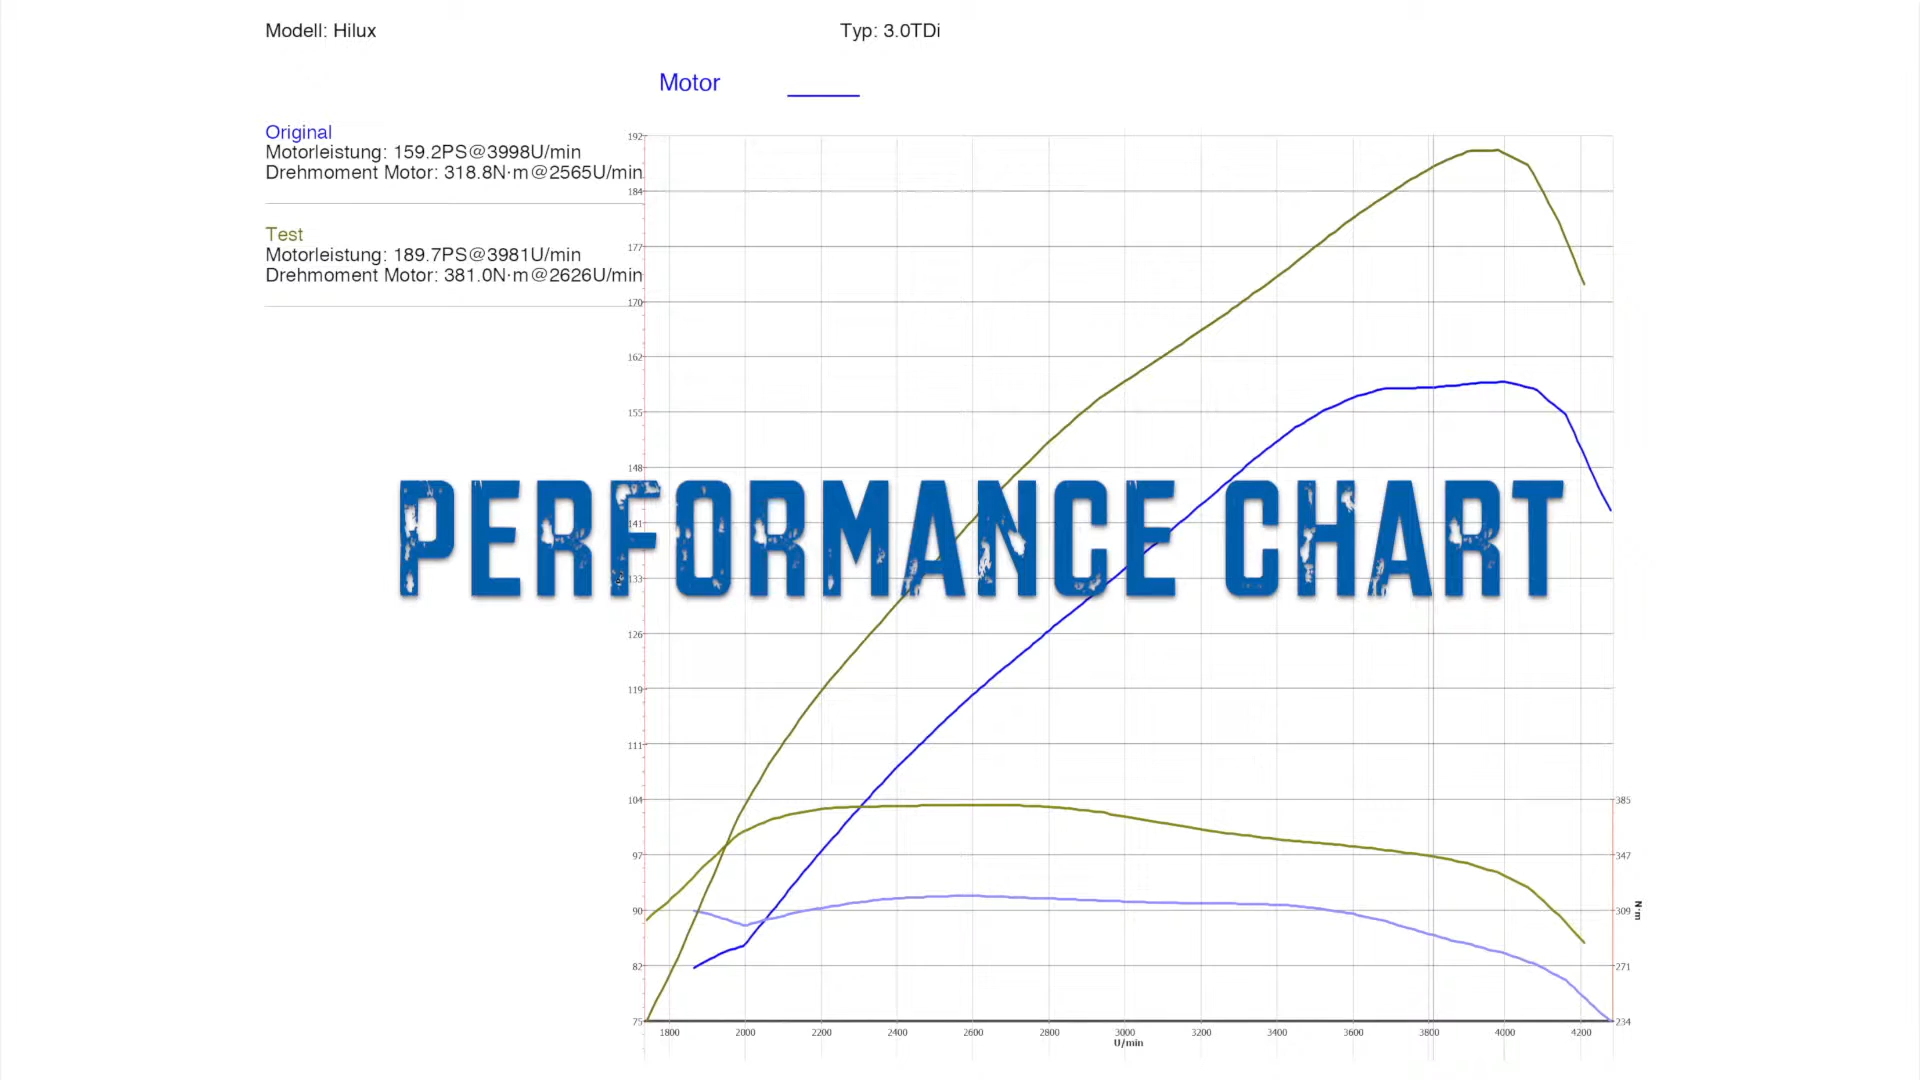 Modell: Hilux
Typ: 3.0TDi
Motor
Original
Motorleistung: 159.2PS@3998U/min
Drehmoment Motor: 318.8N·m@2565U/min
Test
Motorleistung: 189.7PS@3981U/min
Drehmoment Motor: 381.0N·m@2626U/min
192
184
177
170
162
155
148
PERFORMANCE CHART
141
133
126
119
111
104
97
90
82
75
385
347
309
N·m
271
234
1800 2000 2200 2400 2600 2800 3000 3200 3400 3600 3800 4000 4200
U/min